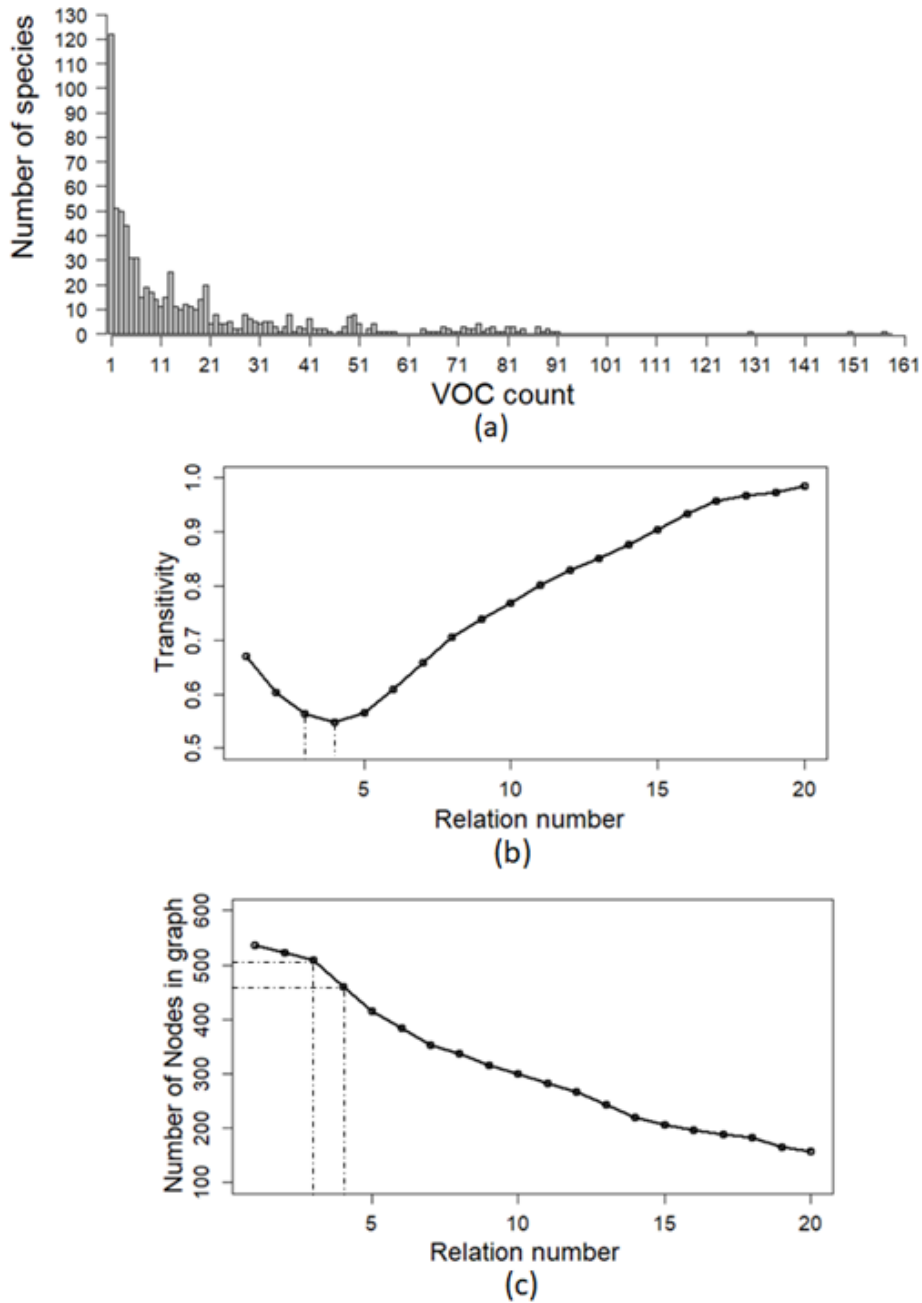 130
120
110
100
90
80
70
60
50
40
30
20
10
0
Number of species
1 11 21 31 41 51 61 71 81 91 101 111 121 131 141 151 161
VOC count
(a)
1.0
0.9
0.8
0.7
0.6
0.5
Transitivity
5 10 15 20
Relation number
(b)
600
500
400
300
200
100
Number of Nodes in graph
5 10 15 20
Relation number
(c)